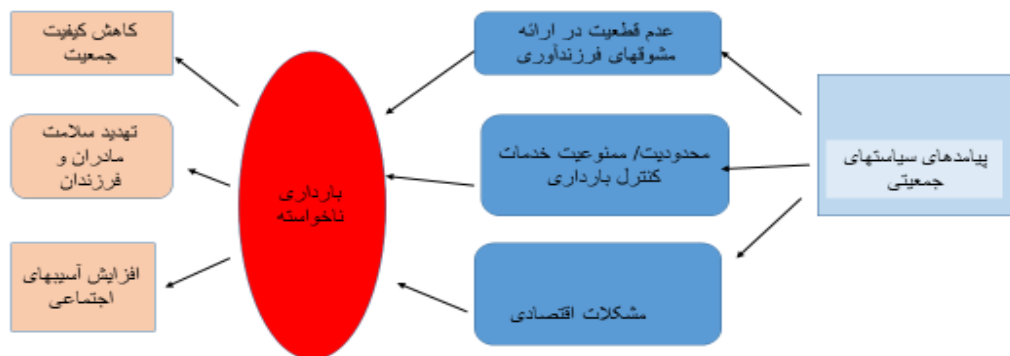 پیامدهای سیاستهای
جمعیتی
عدم قطعیت در ارائه
مشوقهای فرزندآوری
محدودیت/ ممنوعیت خدمات
کنترل بارداری
مشکلات اقتصادی
بارداری
ناخواسته
کاهش کیفیت
جمعیت
تهدید سلامت
مادران و
فرزندان
افزایش آسیبهای
اجتماعی